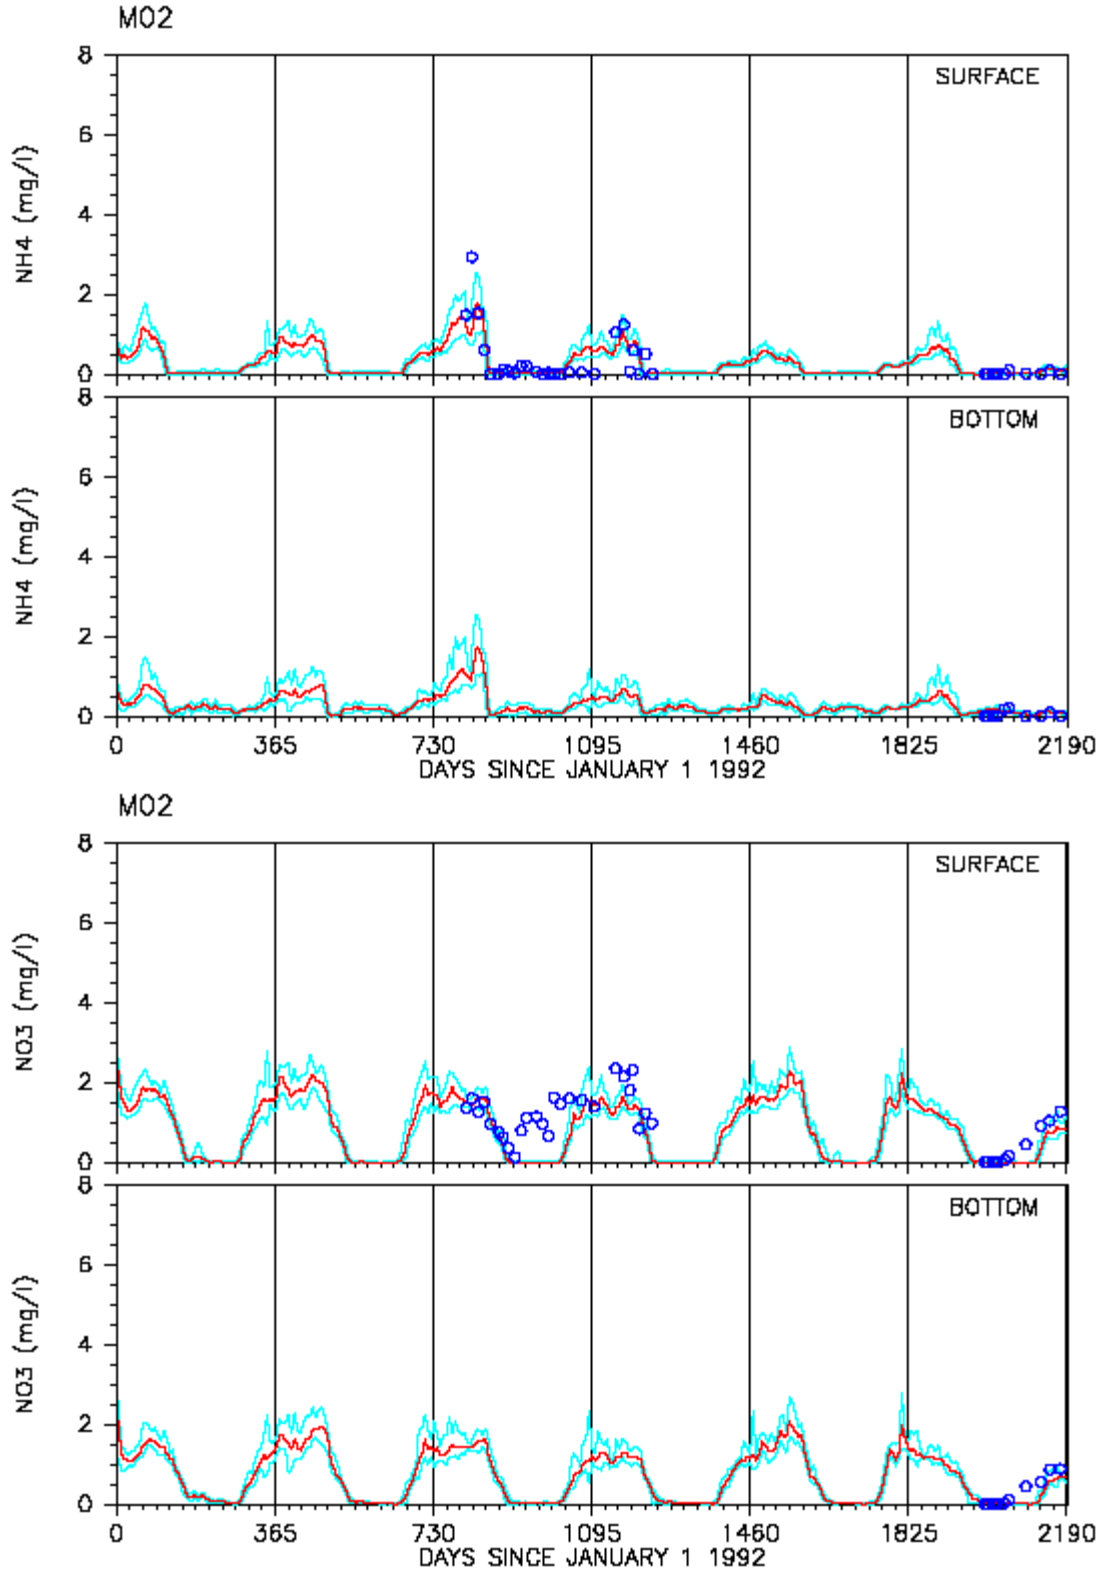 M02
8
SURFACE
6
NH4 (mg/l)
4
2
0
8
BOTTOM
6
NH4 (mg/l)
4
2
0
0 365 730 1095 1460 1825 2190
DAYS SINCE JANUARY 1 1992
M02
8
SURFACE
6
NO3 (mg/l)
4
2
0
8
BOTTOM
6
NO3 (mg/l)
4
2
0
0 365 730 1095 1460 1825 2190
DAYS SINCE JANUARY 1 1992